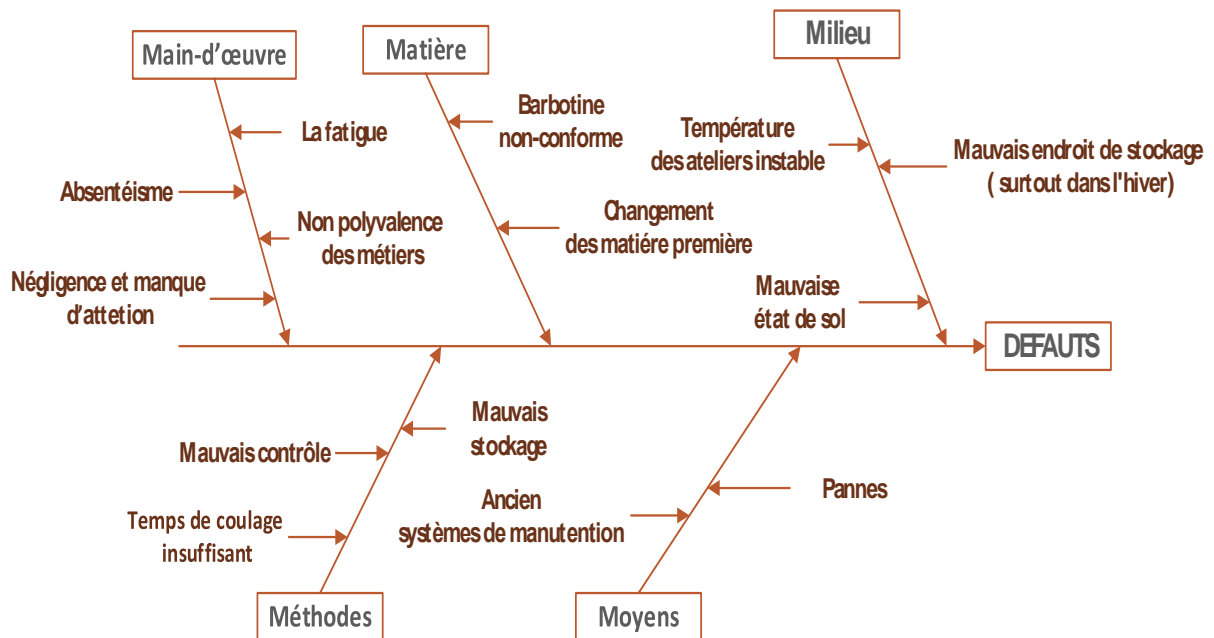 Main-d'œuvre
Matière
Milieu
La fatigue
Absentéisme
Non polyvalence
des métiers
Négligence et manque
d'attetion
Barbotine
non-conforme
Changement
des matiére première
Température
des ateliers instable
Mauvais endroit de stockage
( surtout dans l'hiver)
Mauvaise
état de sol
DEFAUTS
Mauvais
stockage
Mauvais contrôle
Temps de coulage
insuffisant
Ancien
systèmes de manutention
Pannes
Méthodes
Moyens